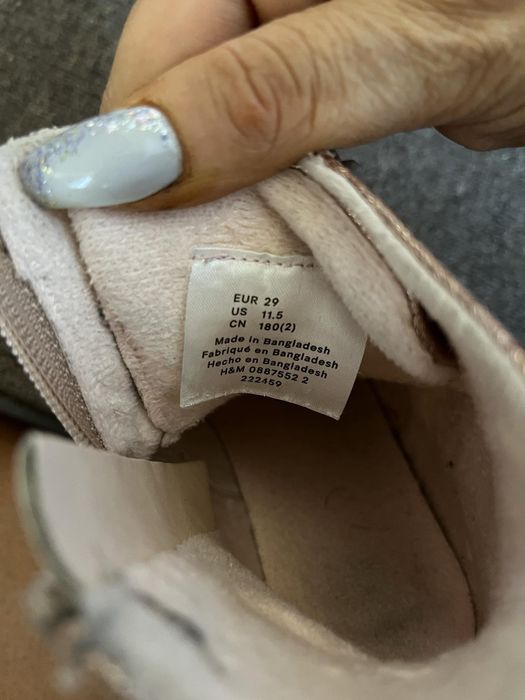 EUR 29
US 11.5
CN 180(2)
Made in Bangladesh
Fabriqué en Bangladesh
Hecho en Bangladesh
H&M 0887552 2
222459